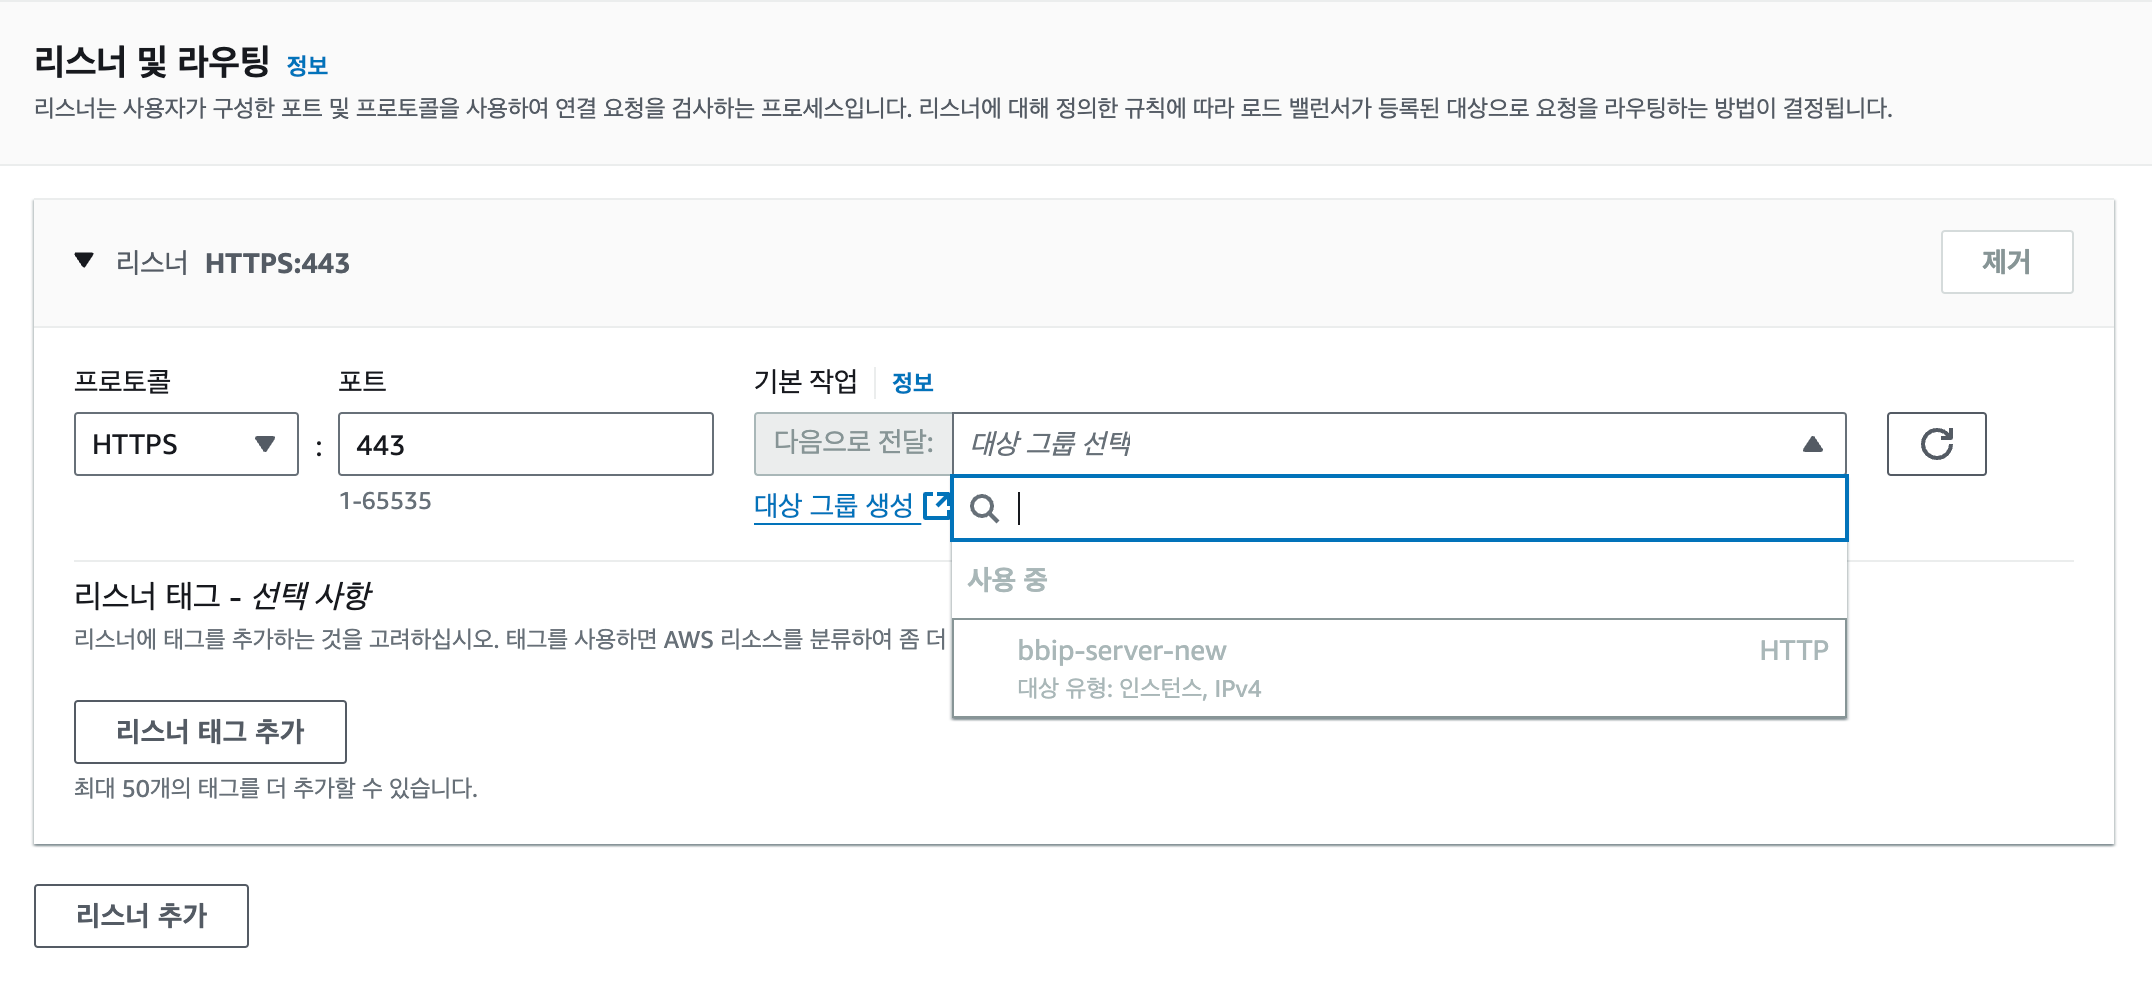 리스너 및 라우팅 정보
리스너는 사용자가 구성한 포트 및 프로토콜을 사용하여 연결 요청을 검사하는 프로세스입니다. 리스너에 대해 정의한 규칙에 따라 로드 밸런서가 등록된 대상으로 요청을 라우팅하는 방법이 결정됩니다.
리스너 HTTPS:443
제거
프로토콜
포트
기본 작업 정보
HTTPS
:
443
다음으로 전달:
대상 그룹 선택
1-65535
대상 그룹 생성
사용 중
bbip-server-new HTTP
대상 유형: 인스턴스, IPv4
리스너 태그 - 선택 사항
리스너에 태그를 추가하는 것을 고려하십시오. 태그를 사용하면 AWS 리소스를 분류하여 좀 더
리스너 태그 추가
최대 50개의 태그를 더 추가할 수 있습니다.
리스너 추가